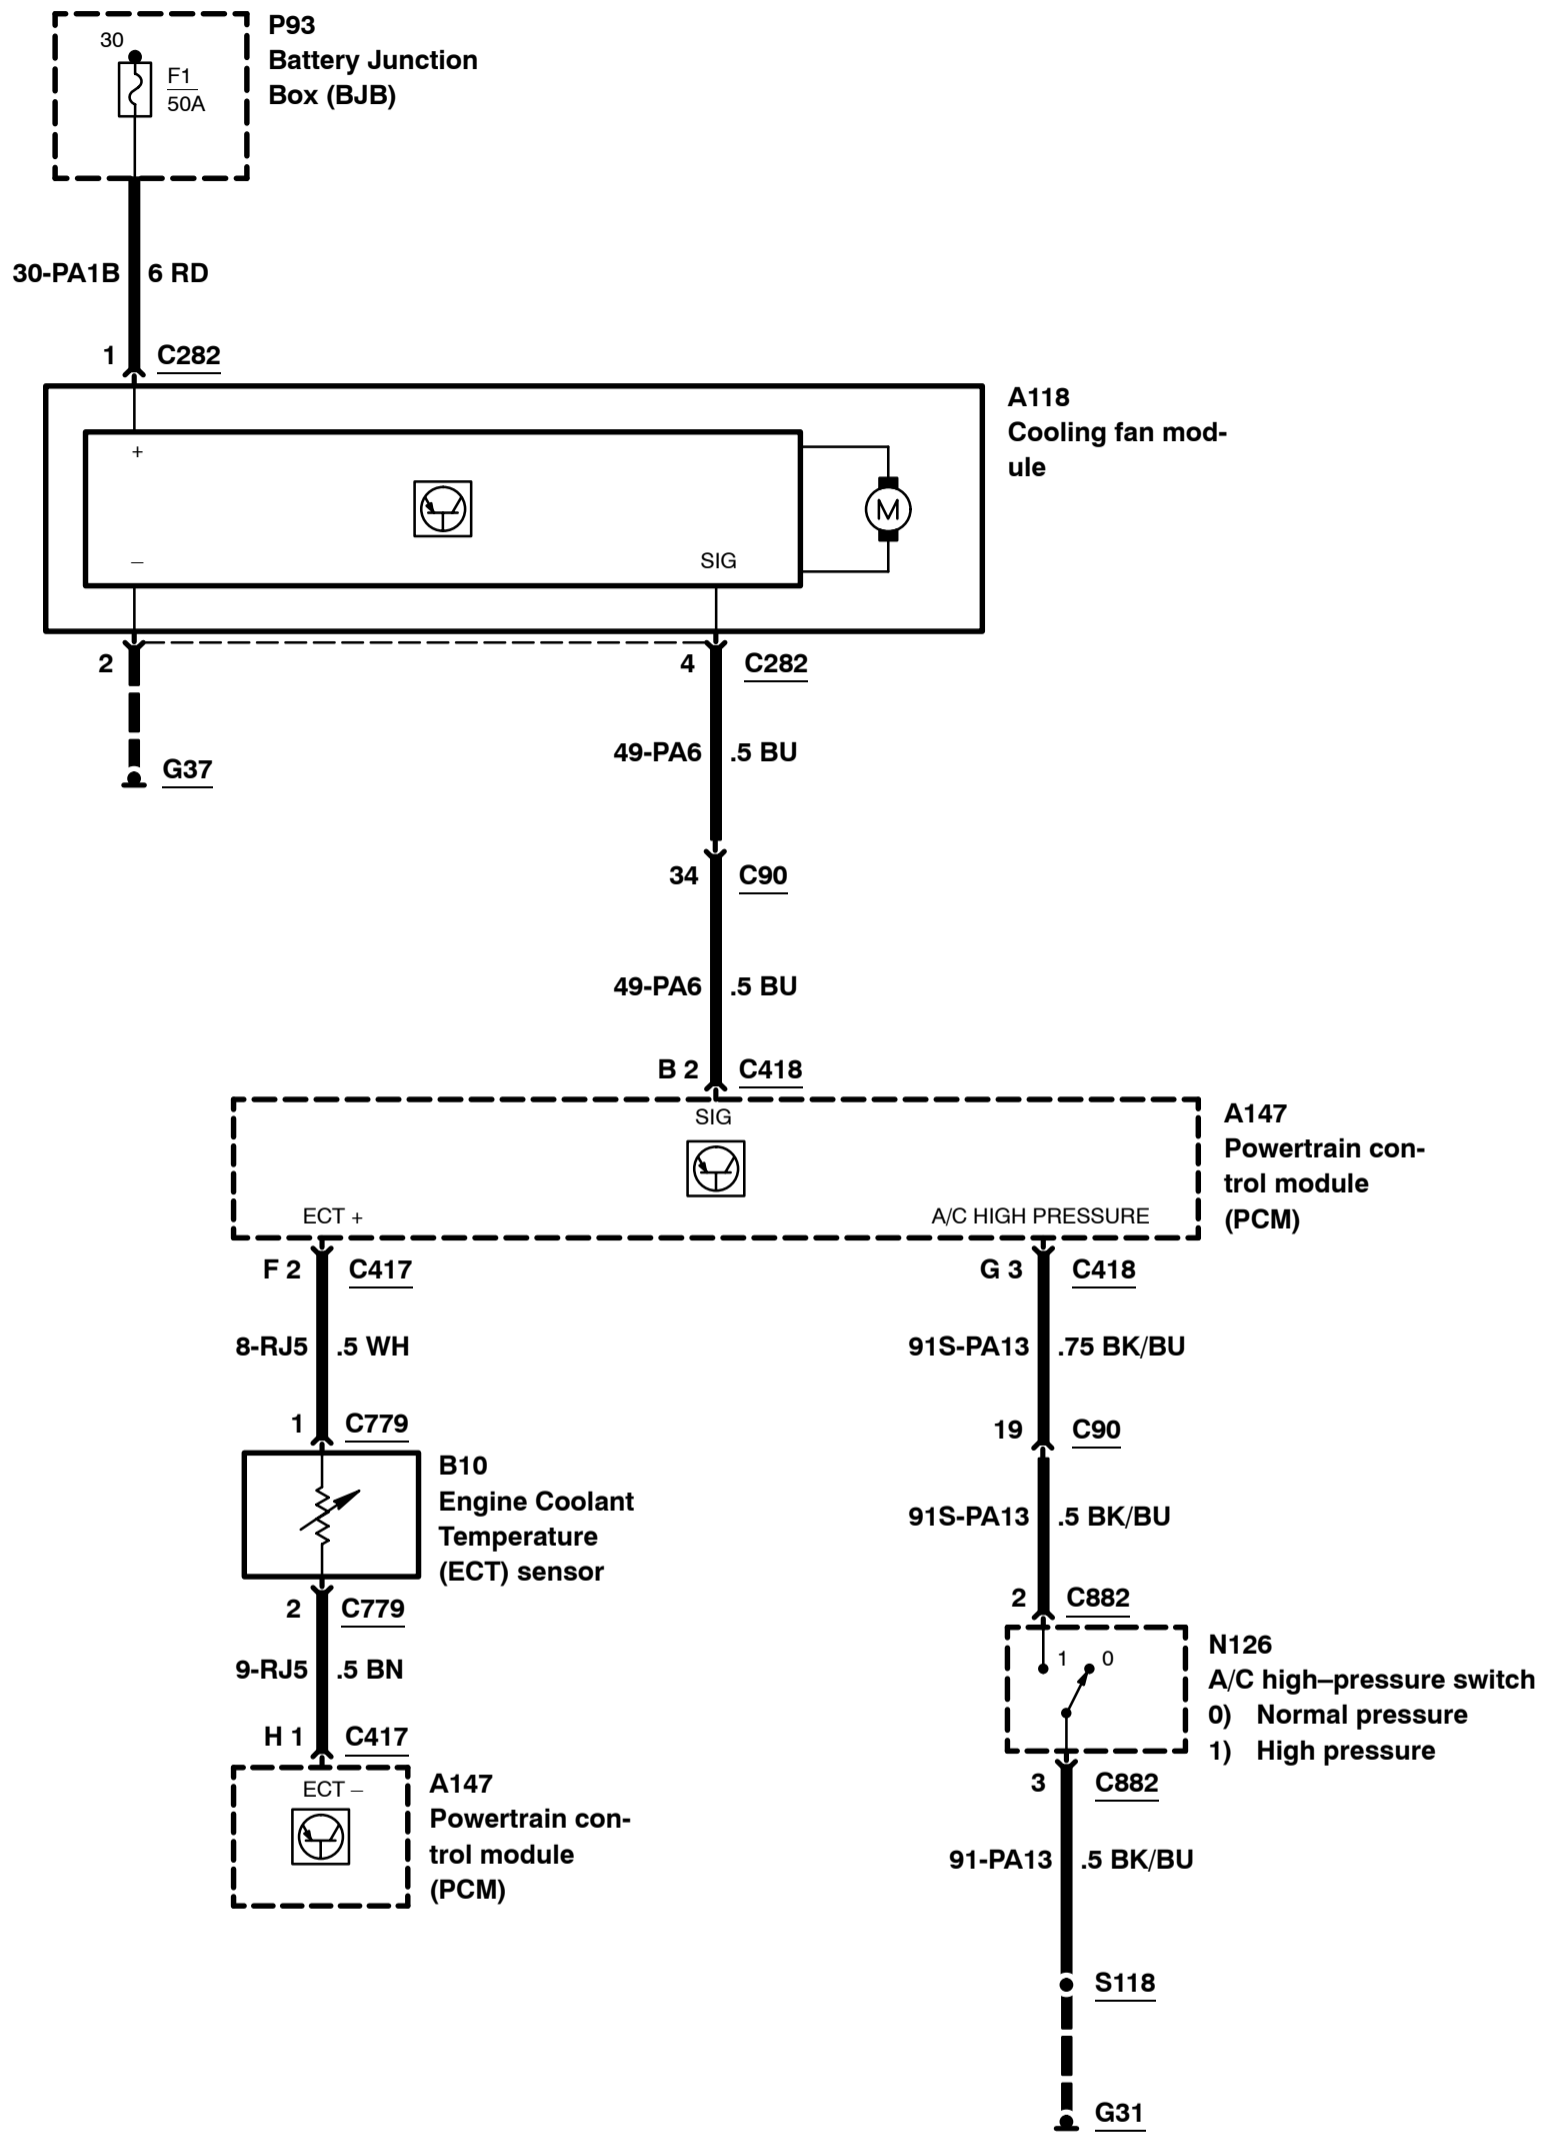 P93
Battery Junction
Box (BJB)
30
F1
50A
30-PA1B 6 RD
1 C282
A118
Cooling fan mod-
ule
+
M
– SIG
2 4 C282
G37
49-PA6 .5 BU
34 C90
49-PA6 .5 BU
B 2 C418
SIG
A147
Powertrain con-
trol module
(PCM)
ECT + A/C HIGH PRESSURE
F 2 C417 G 3 C418
8-RJ5 .5 WH 91S-PA13 .75 BK/BU
1 C779 19 C90
B10
Engine Coolant
Temperature
(ECT) sensor
91S-PA13 .5 BK/BU
2 C779 2 C882
1 0
N126
A/C high–pressure switch
0) Normal pressure
1) High pressure
9-RJ5 .5 BN
H 1 C417
ECT –
A147
Powertrain con-
trol module
(PCM)
3 C882
91-PA13 .5 BK/BU
S118
G31